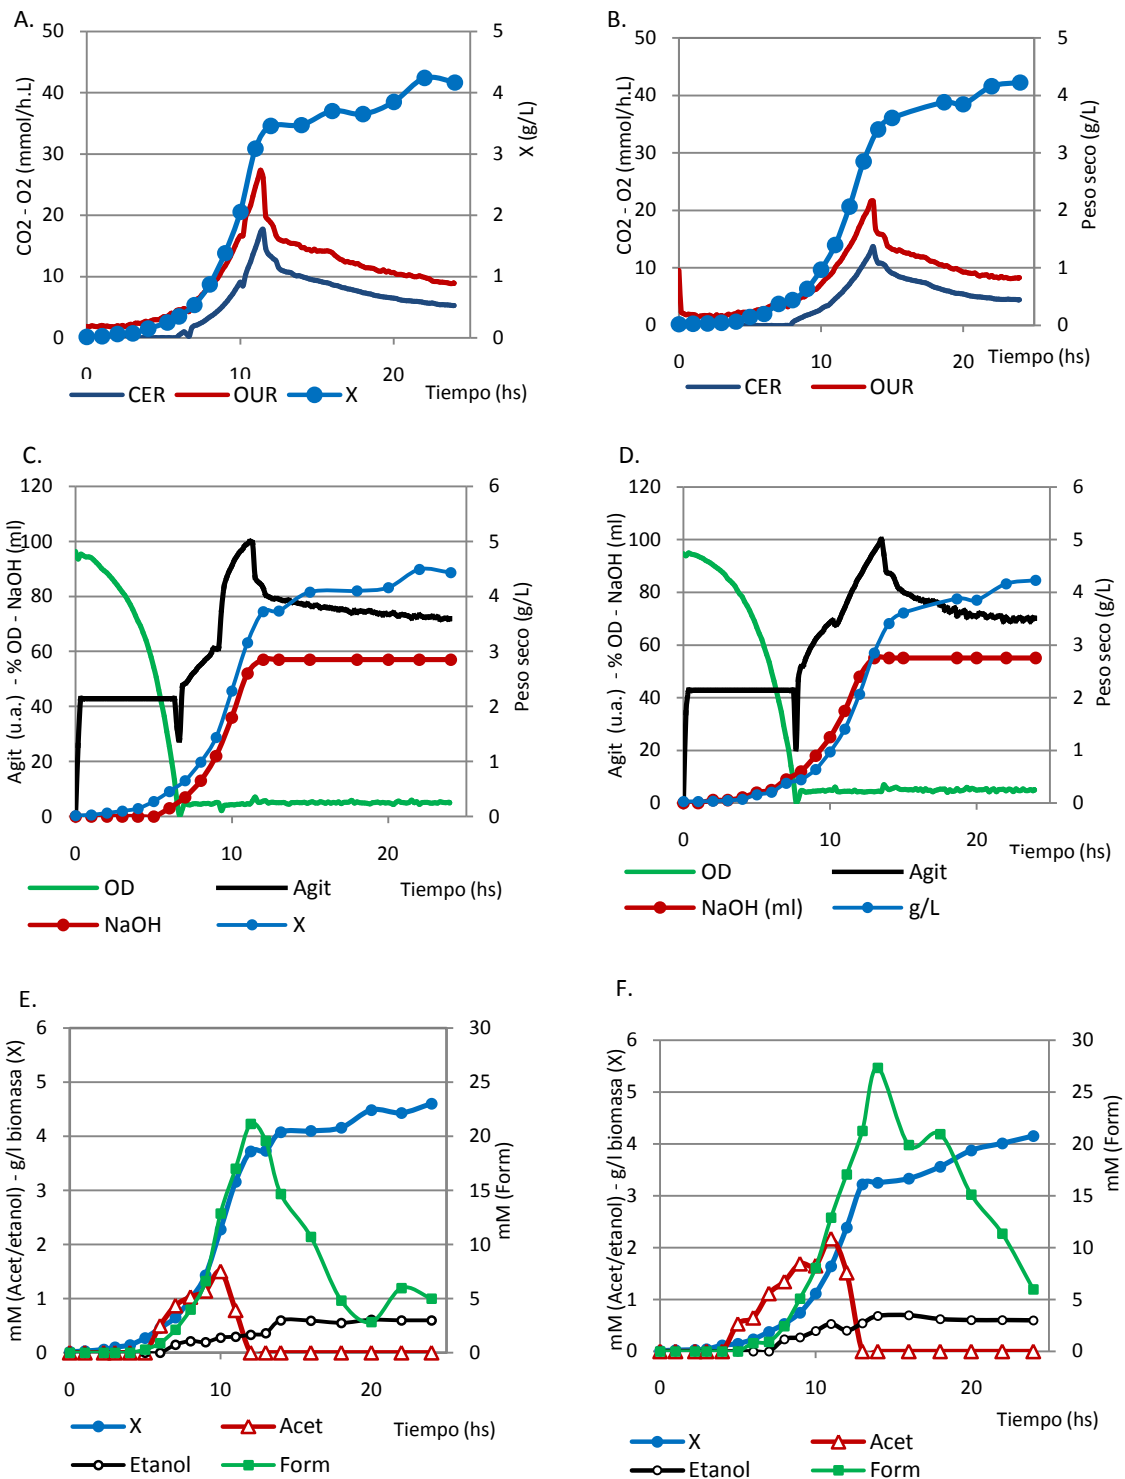 A.
CO2 - O2 (mmol/h.L)
50
40
30
20
10
0
X (g/L)
5
4
3
2
1
0
0
10
20
Tiempo (hs)
CER
OUR
X
B.
CO2 - O2 (mmol/h.L)
50
40
30
20
10
0
Peso seco (g/L)
5
4
3
2
1
0
0
10
20
Tiempo (hs)
CER
OUR
C.
Agit (u.a.) - % OD - NaOH (ml)
120
100
80
60
40
20
0
Peso seco (g/L)
6
5
4
3
2
1
0
0
10
20
Tiempo (hs)
OD
Agit
NaOH
X
D.
Agit (u.a.) - % OD - NaOH (ml)
120
100
80
60
40
20
0
Peso seco (g/L)
6
5
4
3
2
1
0
0
10
20
Tiempo (hs)
OD
Agit
NaOH (ml)
g/L
E.
mM (Acet/etanol) - g/l biomasa (X)
6
5
4
3
2
1
0
mM (Form)
30
25
20
15
10
5
0
0
10
20
Tiempo (hs)
X
Acet
Etanol
Form
F.
mM (Acet/etanol) - g/l biomasa (X)
6
5
4
3
2
1
0
mM (Form)
30
25
20
15
10
5
0
0
10
20
Tiempo (hs)
X
Acet
Etanol
Form